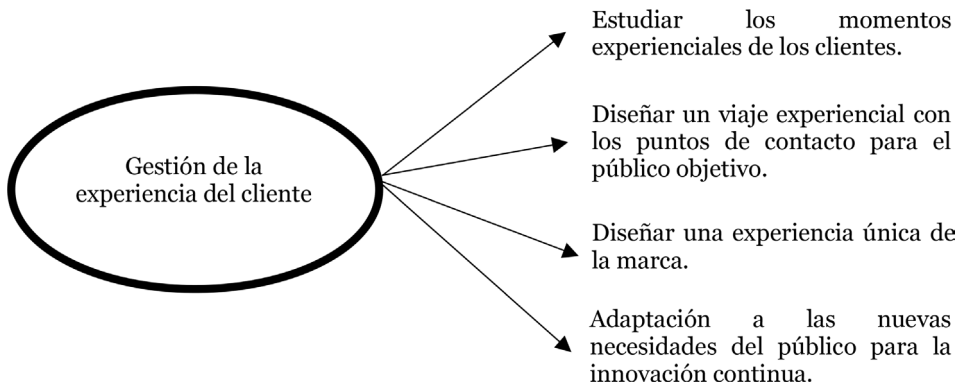 Gestión de la
experiencia del cliente
Estudiar los momentos
experienciales de los clientes.
Diseñar un viaje experiencial con
los puntos de contacto para el
público objetivo.
Diseñar una experiencia única de
la marca.
Adaptación a las nuevas
necesidades del público para la
innovación continua.